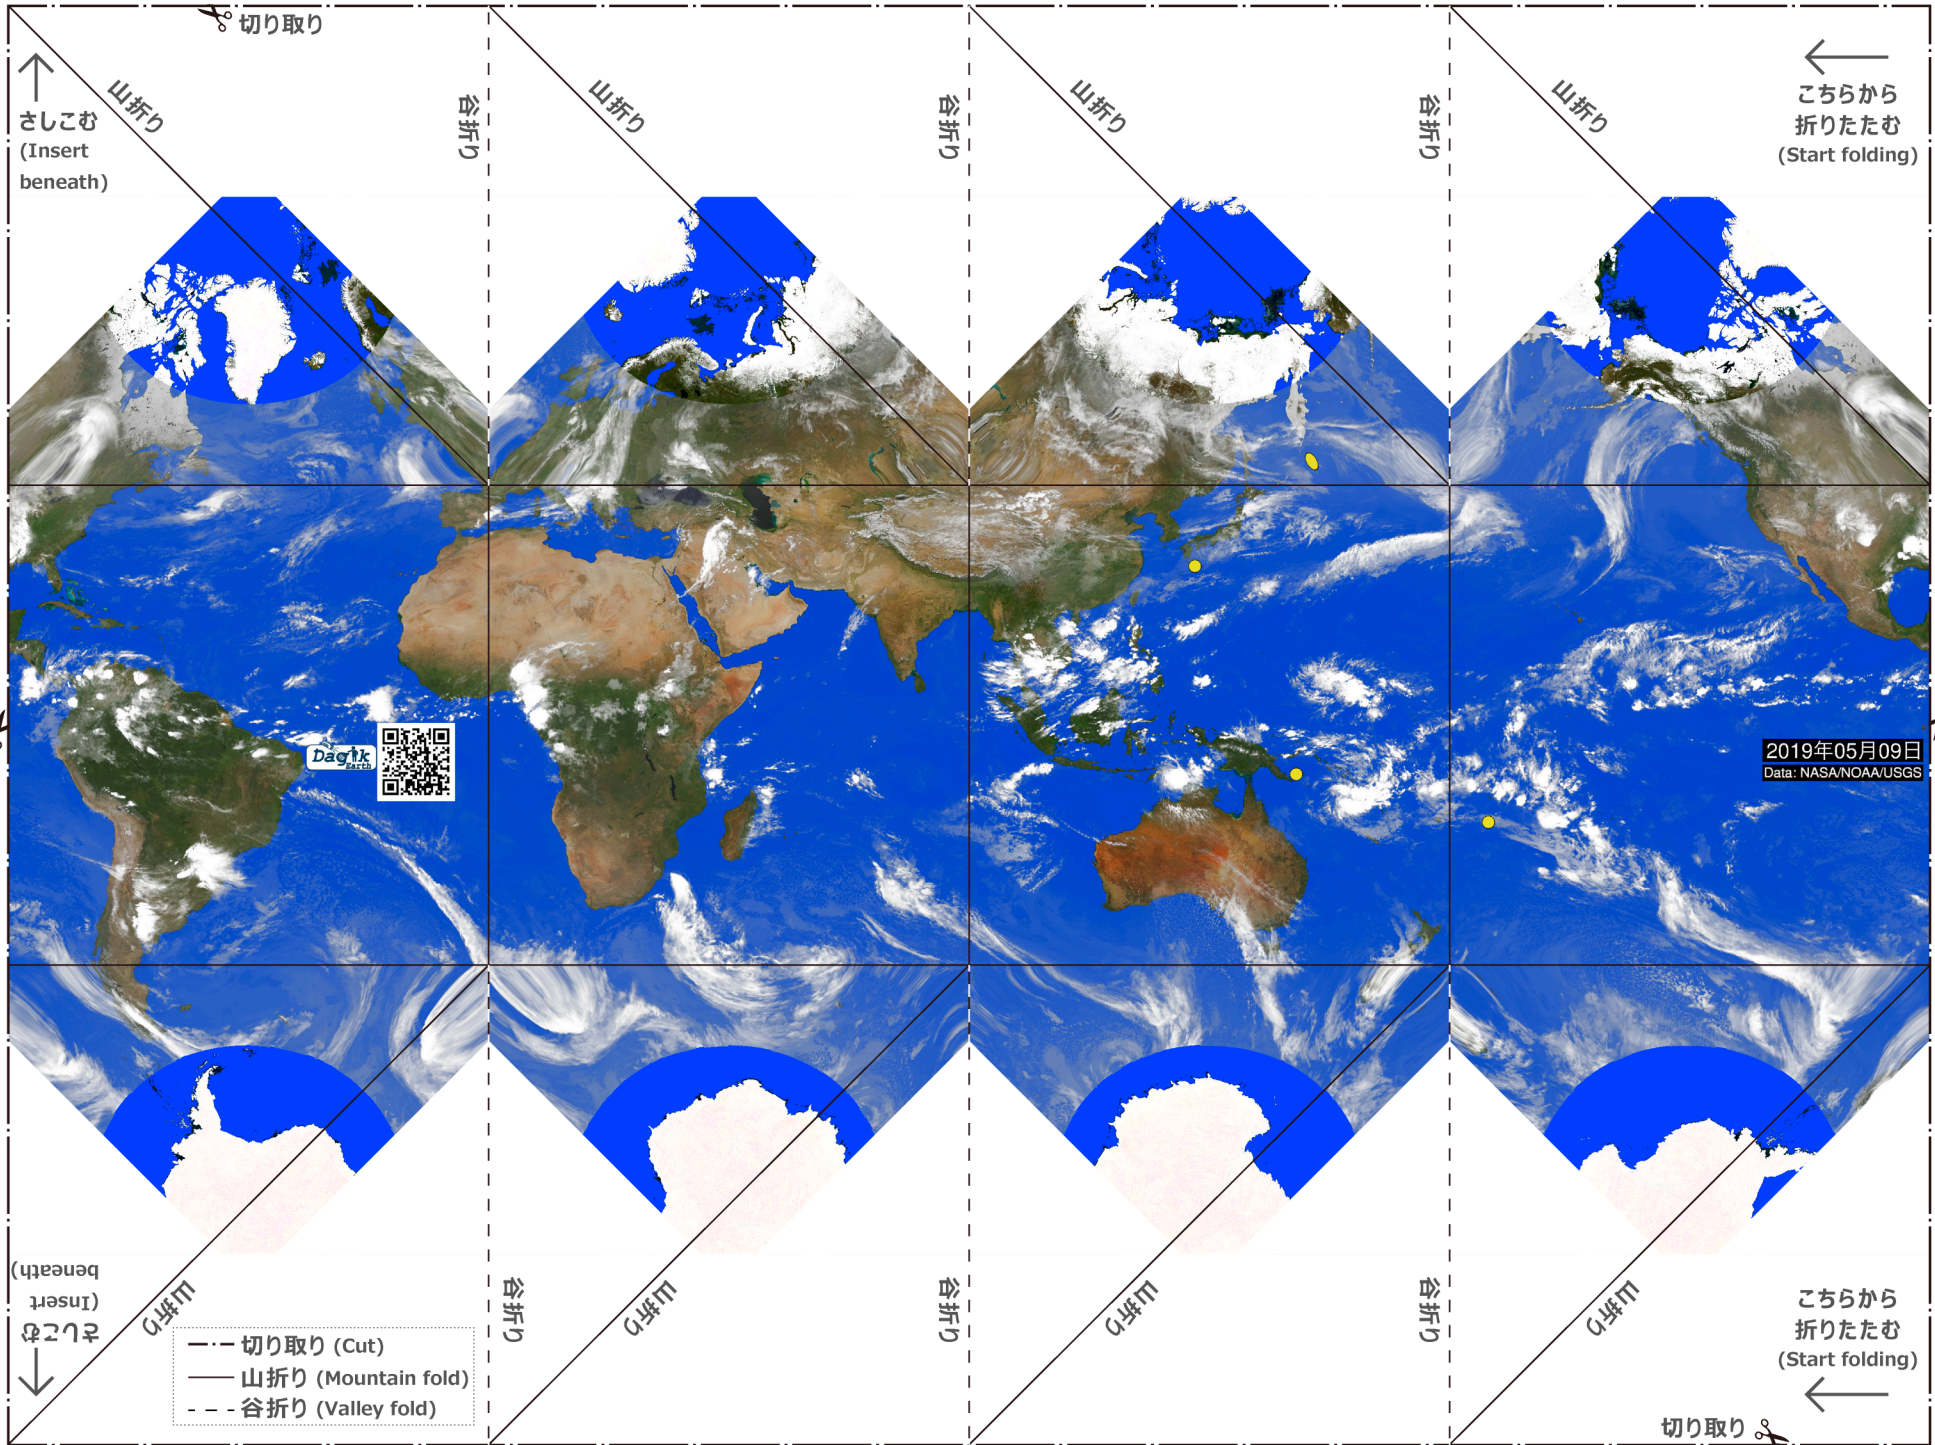 切り取り
さしこむ
(Insert
beneath)
山折り
谷折り
山折り
谷折り
山折り
谷折り
山折り
こちらから
折りたたむ
(Start folding)
Dagik
Earth
2019年05月09日
Data: NASA/NOAA/USGS
さしこむ
(Insert
beneath)
山折り
谷折り
山折り
谷折り
山折り
谷折り
山折り
こちらから
折りたたむ
(Start folding)
切り取り (Cut)
山折り (Mountain fold)
谷折り (Valley fold)
切り取り